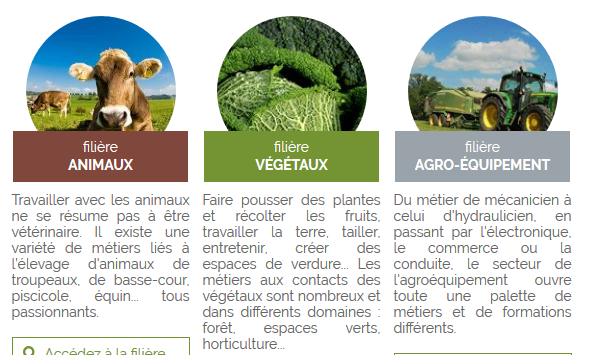 filière
ANIMAUX
Travailler avec les animaux
ne se résume pas à être
vétérinaire. Il existe une
variété de métiers liés à
l'élevage d'animaux de
troupeaux, de basse-cour,
piscicole, équin... tous
passionnants.
Accédez à la filière
filière
VÉGÉTAUX
Faire pousser des plantes
et récolter les fruits,
travailler la terre, tailler,
entretenir, créer des
espaces de verdure... Les
métiers aux contacts des
végétaux sont nombreux et
dans différents domaines :
forêt, espaces verts,
horticulture...
filière
AGRO-ÉQUIPEMENT
Du métier de mécanicien à
celui d'hydraulicien, en
passant par l'électronique,
le commerce ou la
conduite, le secteur de
l'agroéquipement ouvre
toute une palette de
métiers et de formations
différents.